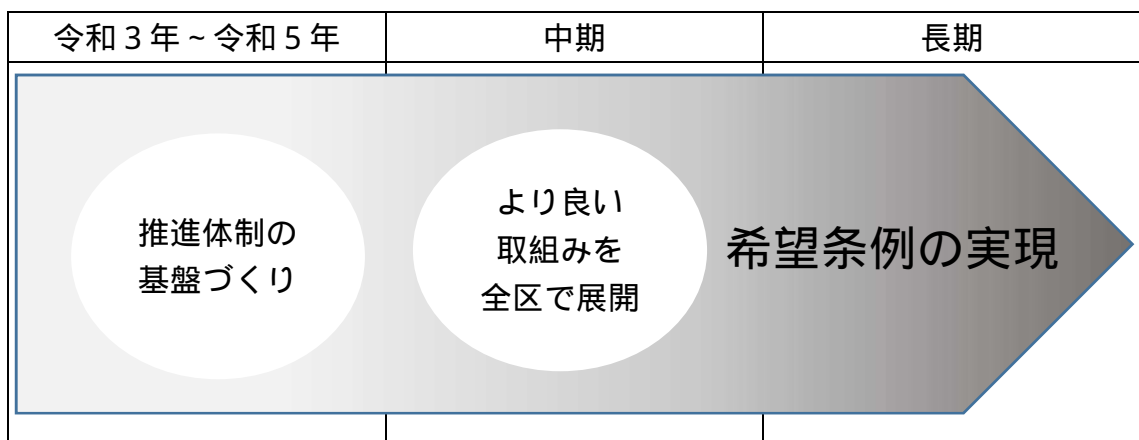 令和３年~令和５年
中期
長期
推進体制の
基盤づくり
より良い
取組みを
全区で展開
希望条例の実現